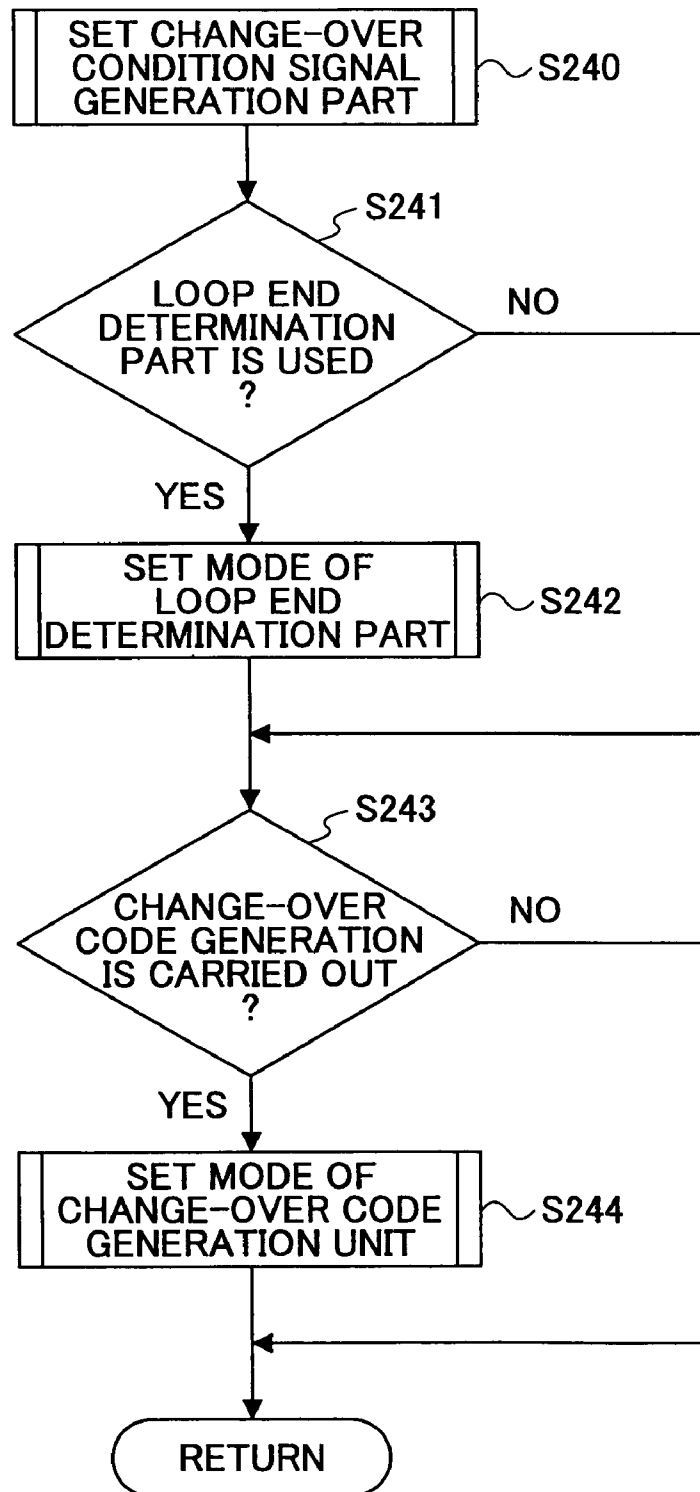 SET CHANGE-OVER
CONDITION SIGNAL
GENERATION PART
S240
S241
LOOP END
DETERMINATION
PART IS USED
?
NO
YES
SET MODE OF
LOOP END
DETERMINATION PART
S242
S243
CHANGE-OVER
CODE GENERATION
IS CARRIED OUT
?
NO
YES
SET MODE OF
CHANGE-OVER CODE
GENERATION UNIT
S244
RETURN